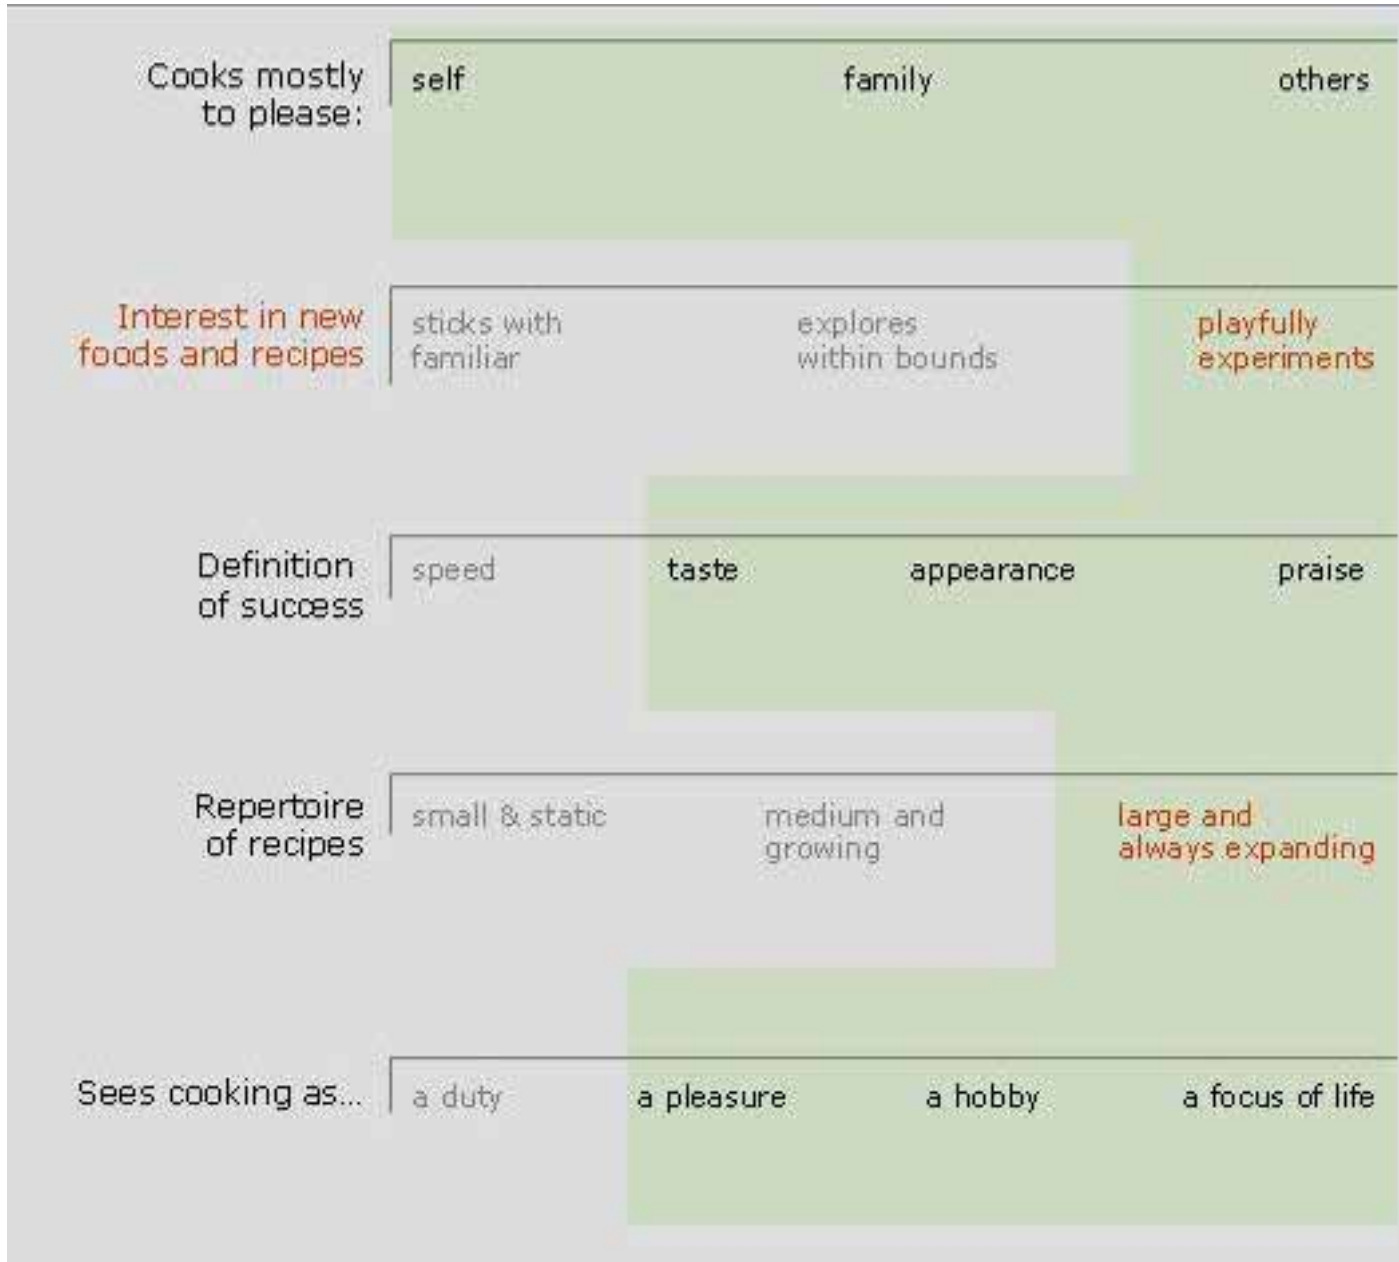 Cooks mostly
to please:
self
family
others
Interest in new
foods and recipes
sticks with
familiar
explores
within bounds
playfully
experiments
Definition
of success
speed
taste
appearance
praise
Repertoire
of recipes
small & static
medium and
growing
large and
always expanding
Sees cooking as...
a duty
a pleasure
a hobby
a focus of life